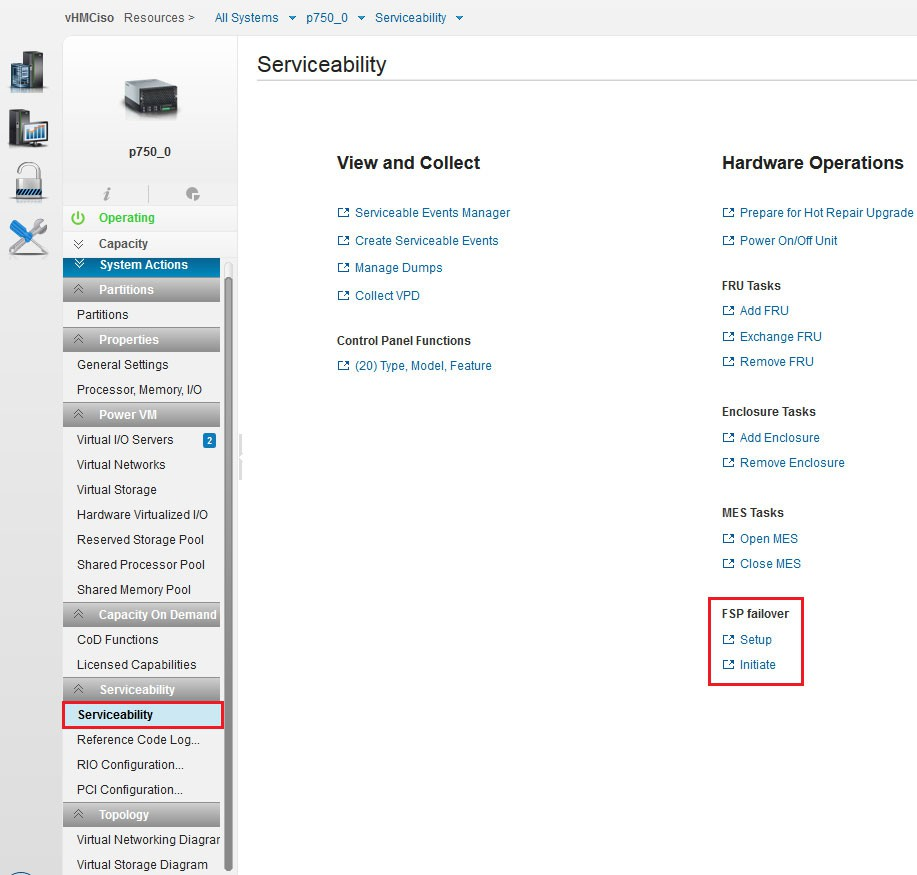 vHMCiso Resources > All Systems p750_0 Serviceability
p750_0
i
Operating
Capacity
System Actions
Partitions
Partitions
Properties
General Settings
Processor, Memory, I/O
Power VM
Virtual I/O Servers 2
Virtual Networks
Virtual Storage
Hardware Virtualized I/O
Reserved Storage Pool
Shared Processor Pool
Shared Memory Pool
Capacity On Demand
CoD Functions
Licensed Capabilities
Serviceability
Serviceability
Reference Code Log...
RIO Configuration...
PCI Configuration...
Topology
Virtual Networking Diagrar
Virtual Storage Diagram
Serviceability
View and Collect
Serviceable Events Manager
Create Serviceable Events
Manage Dumps
Collect VPD
Control Panel Functions
(20) Type, Model, Feature
Hardware Operations
Prepare for Hot Repair Upgrade
Power On/Off Unit
FRU Tasks
Add FRU
Exchange FRU
Remove FRU
Enclosure Tasks
Add Enclosure
Remove Enclosure
MES Tasks
Open MES
Close MES
FSP failover
Setup
Initiate